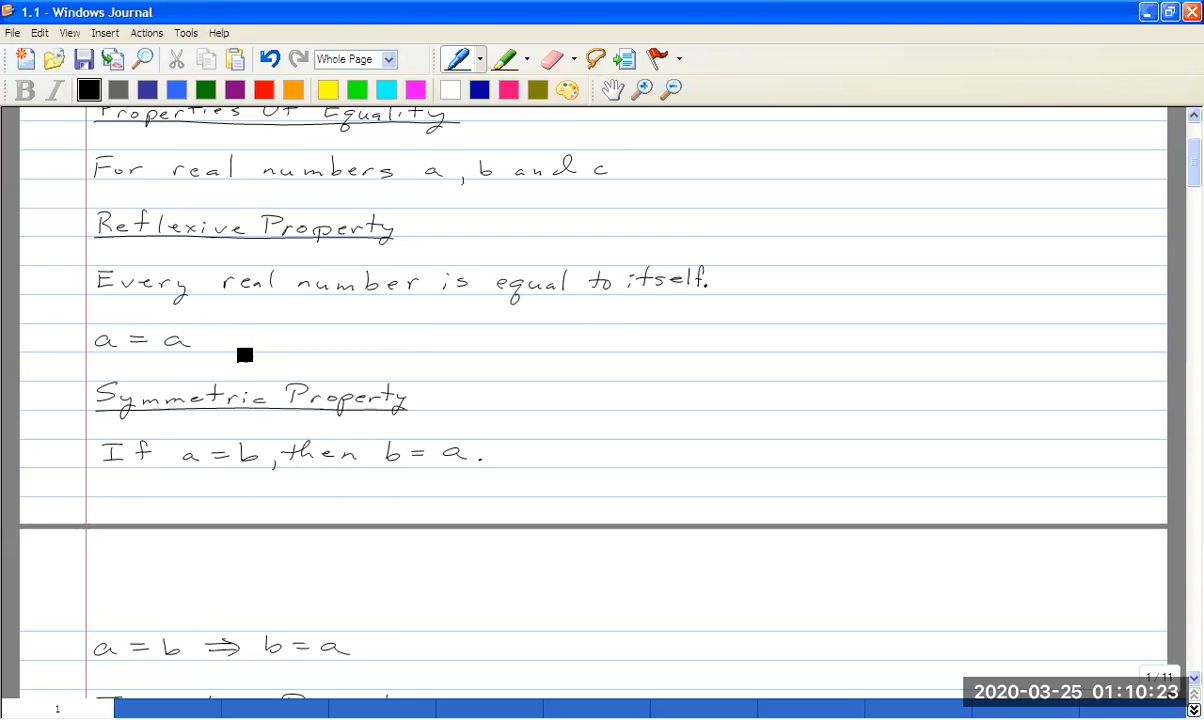 1.1 - Windows Journal
File Edit View Insert Actions Tools Help
Whole Page
B I
Properties Of Equality
For real numbers a, b and c
Reflexive Property
Every real number is equal to itself.
a = a
Symmetric Property
If a = b, then b = a.
a = b ⇒ b = a
1 / 11
2020-03-25 01:10:23
1